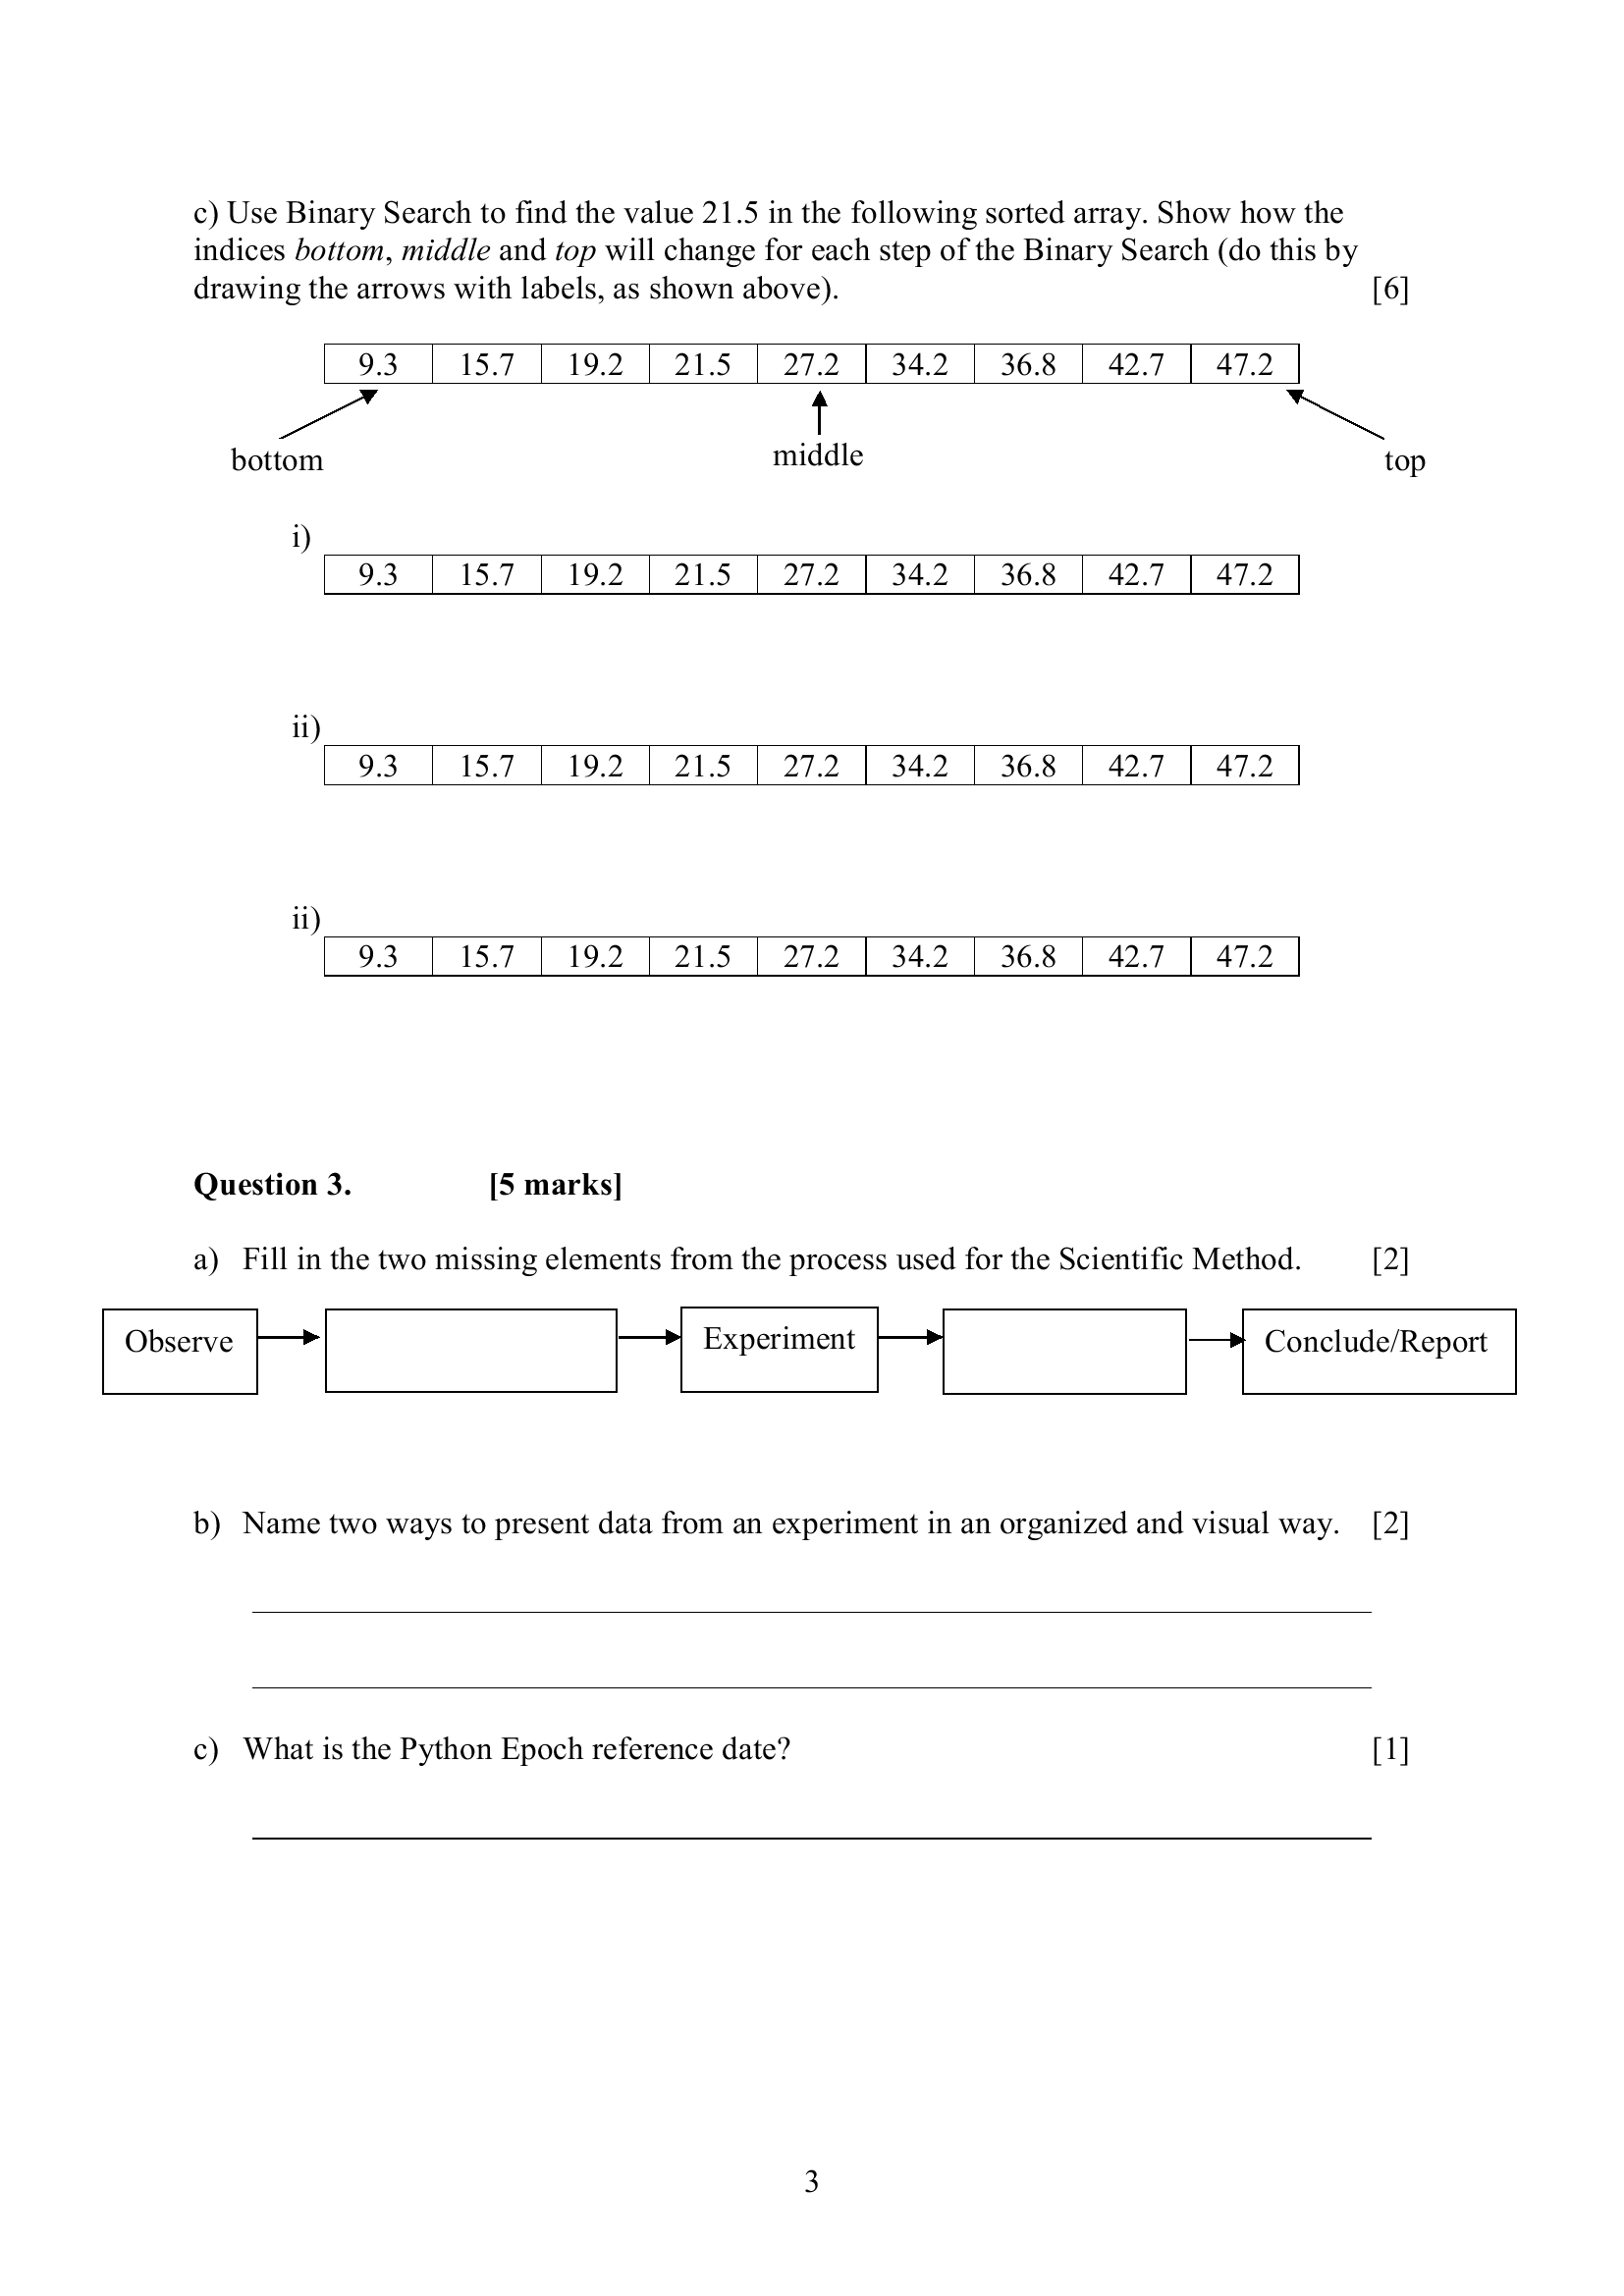 c) Use Binary Search to find the value 21.5 in the following sorted array. Show how the
indices bottom, middle and top will change for each step of the Binary Search (do this by
drawing the arrows with labels, as shown above). [6]
9.3 15.7 19.2 21.5 27.2 34.2 36.8 42.7 47.2
bottom middle top
i)
9.3 15.7 19.2 21.5 27.2 34.2 36.8 42.7 47.2
ii)
9.3 15.7 19.2 21.5 27.2 34.2 36.8 42.7 47.2
ii)
9.3 15.7 19.2 21.5 27.2 34.2 36.8 42.7 47.2
Question 3. [5 marks]
a) Fill in the two missing elements from the process used for the Scientific Method. [2]
Observe Experiment Conclude/Report
b) Name two ways to present data from an experiment in an organized and visual way. [2]
c) What is the Python Epoch reference date? [1]
3